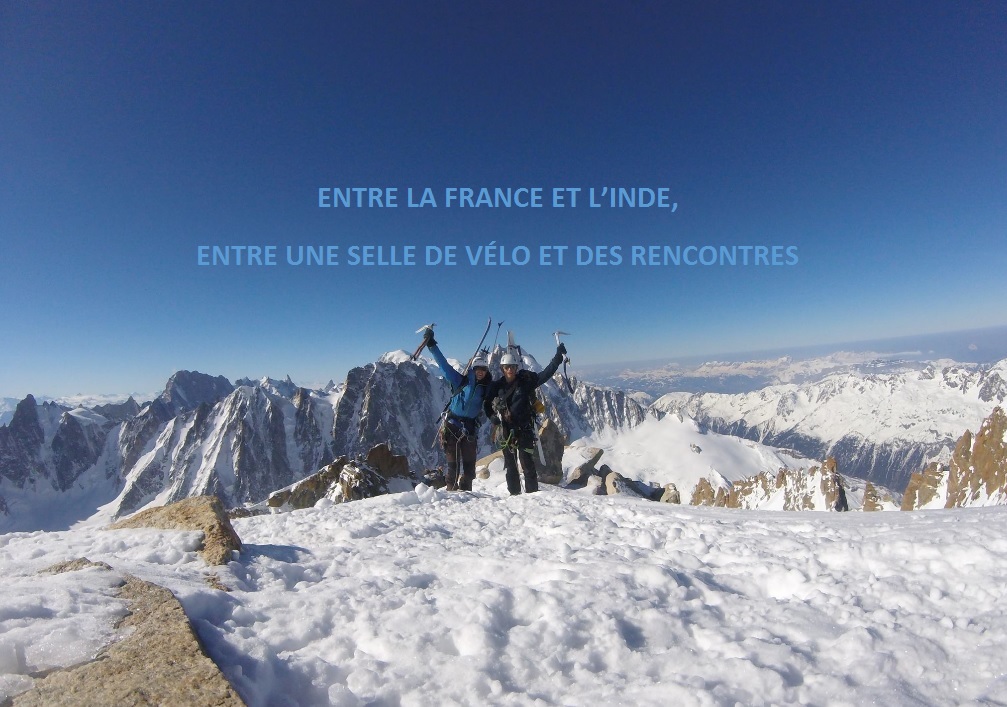 ENTRE LA FRANCE ET L’INDE,
ENTRE UNE SELLE DE VÉLO ET DES RENCONTRES